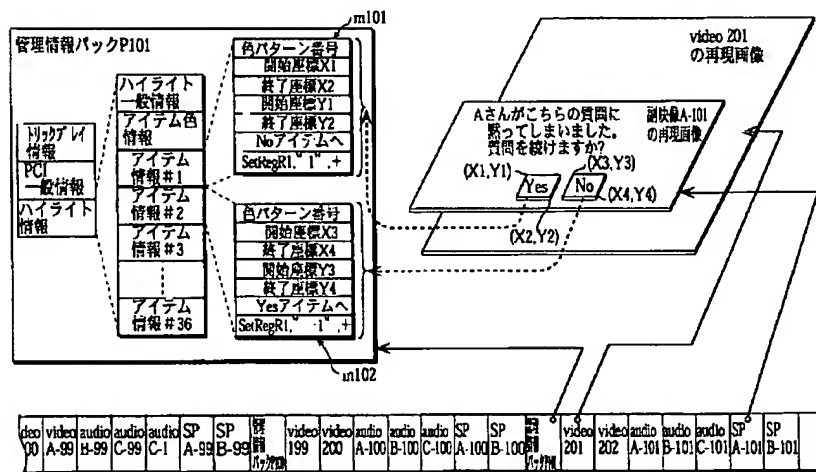 m101
管理情報パックP101
色パターン番号
開始座標X1
終了座標X2
開始座標Y1
終了座標Y2
Noアイテムへ
SetRegR1,"1",+
ハイライト
一般情報
アイテム色
情報
アイテム
情報#1
アイテム
情報#2
アイテム
情報#3
アイテム
情報#36
トリックプレイ
情報
PCI
一般情報
ハイライト
情報
色パターン番号
開始座標X3
終了座標X4
開始座標Y3
終了座標Y4
Yesアイテムへ
SetRegR1,"-1",+
m102
video 201
の再現画像
Aさんがこちらの質問に
黙ってしまいました。
質問を続けますか?
副映像A-101
の再現画像
(X1,Y1)
(X3,Y3)
Yes
No
(X4,Y4)
(X2,Y2)
deo
00
video
A-99
audio
B-99
audio
C-99
audio
C-1
SP
A-99
SP
B-99
video
199
video
200
audio
A-100
audio
B-100
audio
C-100
SP
A-100
SP
B-100
video
201
video
202
audio
A-101
audio
B-101
audio
C-101
SP
A-101
SP
B-101